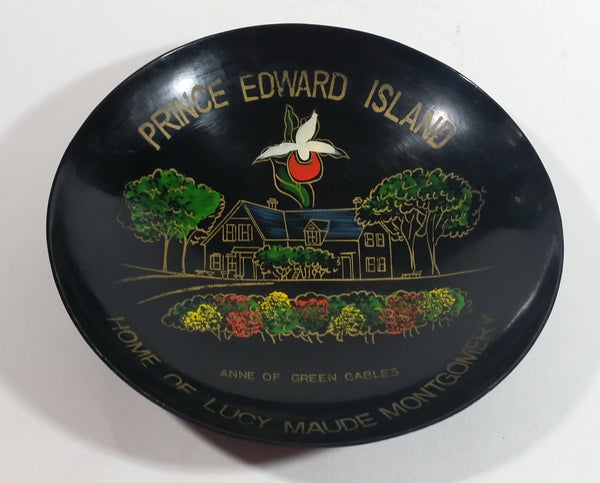 PRINCE EDWARD ISLAND
ANNE OF GREEN GABLES
HOME OF LUCY MAUDE MONTGOMERY